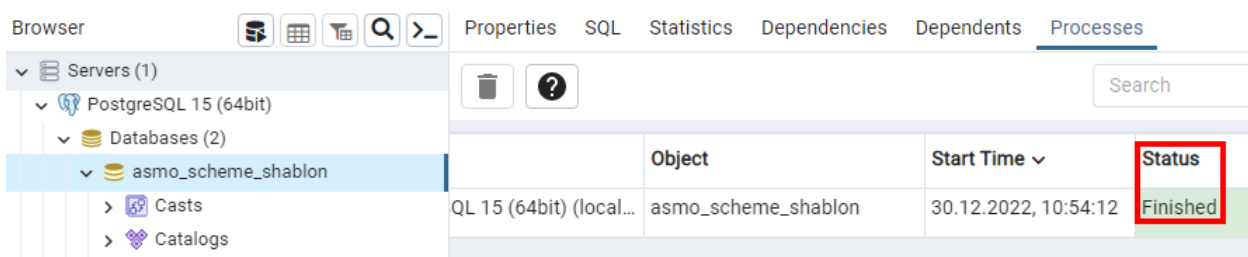 Browser
Properties SQL Statistics Dependencies Dependents Processes
Servers (1)
PostgreSQL 15 (64bit)
Search
Databases (2)
asmo_scheme_shablon
Object Start Time Status
Casts
QL 15 (64bit) (local... asmo_scheme_shablon 30.12.2022, 10:54:12 Finished
Catalogs